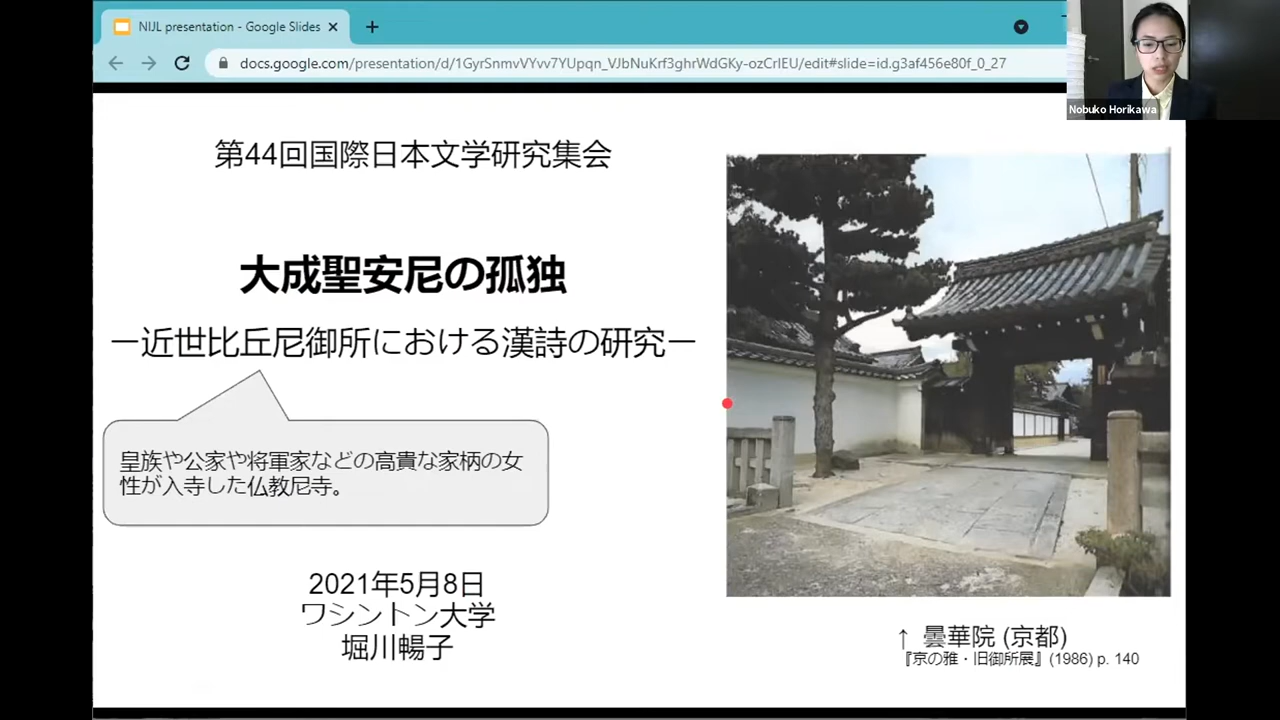 NIJL presentation - Google Slides
docs.google.com/presentation/d/1GyrSnmvVYvv7YUpqn_VJbNuKrf3ghrWdGKy-ozCrlEU/edit#slide=id.g3af456e80f_0_27
Nobuko Horikawa
第44回国際日本文学研究集会
大成聖安尼の孤独
ー近世比丘尼御所における漢詩の研究ー
皇族や公家や将軍家などの高貴な家柄の女
性が入寺した仏教尼寺。
2021年5月8日
ワシントン大学
堀川暢子
↑ 曇華院 (京都)
『京の雅・旧御所展』(1986) p. 140